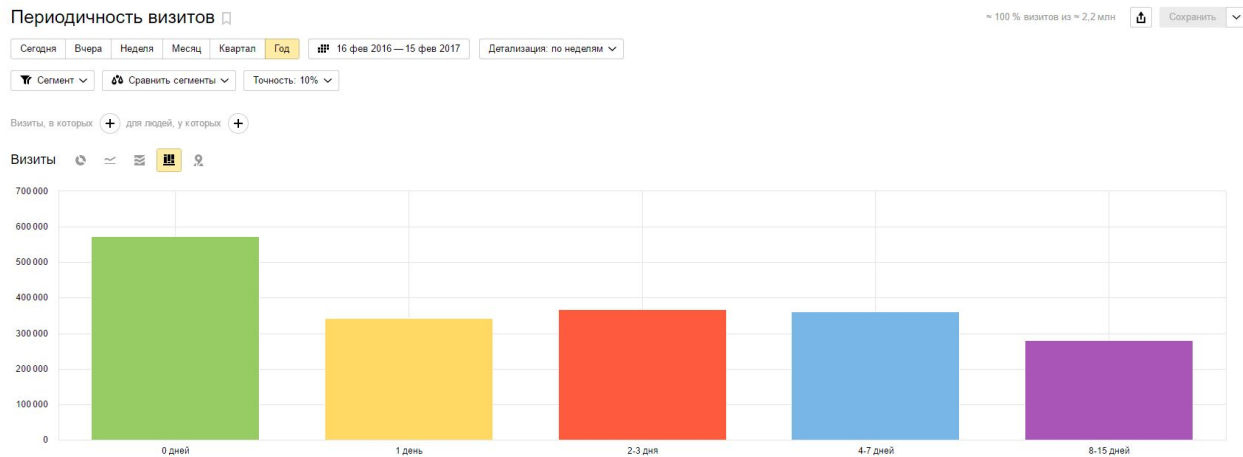 Периодичность визитов
≈ 100 % визитов из ≈ 2,2 млн
Сохранить
Сегодня Вчера Неделя Месяц Квартал Год 16 фев 2016 — 15 фев 2017 Детализация: по неделям
Сегмент Сравнить сегменты Точность: 10%
Визиты, в которых + для людей, у которых +
Визиты
700 000
600 000
500 000
400 000
300 000
200 000
100 000
0
0 дней 1 день 2-3 дня 4-7 дней 8-15 дней